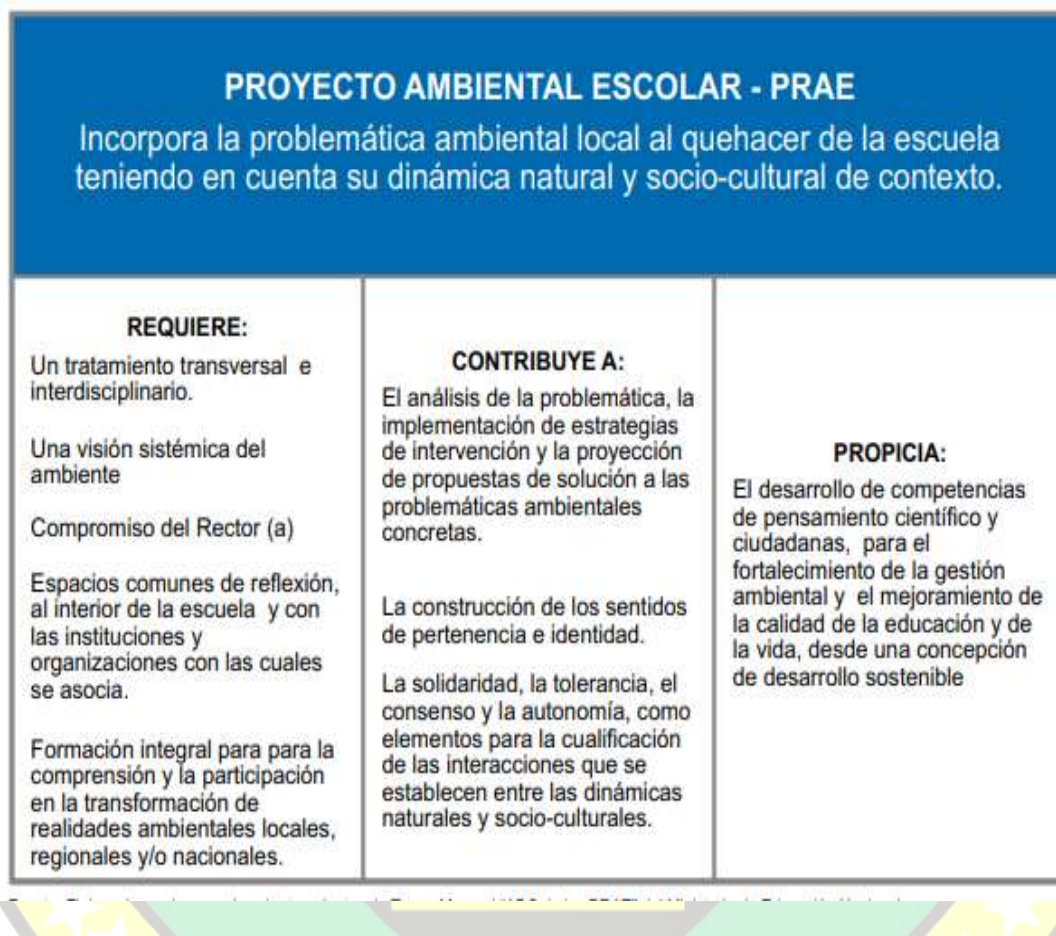 PROYECTO AMBIENTAL ESCOLAR - PRAE
Incorpora la problemática ambiental local al quehacer de la escuela
teniendo en cuenta su dinámica natural y socio-cultural de contexto.
REQUIERE:
Un tratamiento transversal e
interdisciplinario.
Una visión sistémica del
ambiente
Compromiso del Rector (a)
Espacios comunes de reflexión,
al interior de la escuela y con
las instituciones y
organizaciones con las cuales
se asocia.
Formación integral para para la
comprensión y la participación
en la transformación de
realidades ambientales locales,
regionales y/o nacionales.
CONTRIBUYE A:
El análisis de la problemática, la
implementación de estrategias
de intervención y la proyección
de propuestas de solución a las
problemáticas ambientales
concretas.
La construcción de los sentidos
de pertenencia e identidad.
La solidaridad, la tolerancia, el
consenso y la autonomía, como
elementos para la cualificación
de las interacciones que se
establecen entre las dinámicas
naturales y socio-culturales.
PROPICIA:
El desarrollo de competencias
de pensamiento científico y
ciudadanas, para el
fortalecimiento de la gestión
ambiental y el mejoramiento de
la calidad de la educación y de
la vida, desde una concepción
de desarrollo sostenible